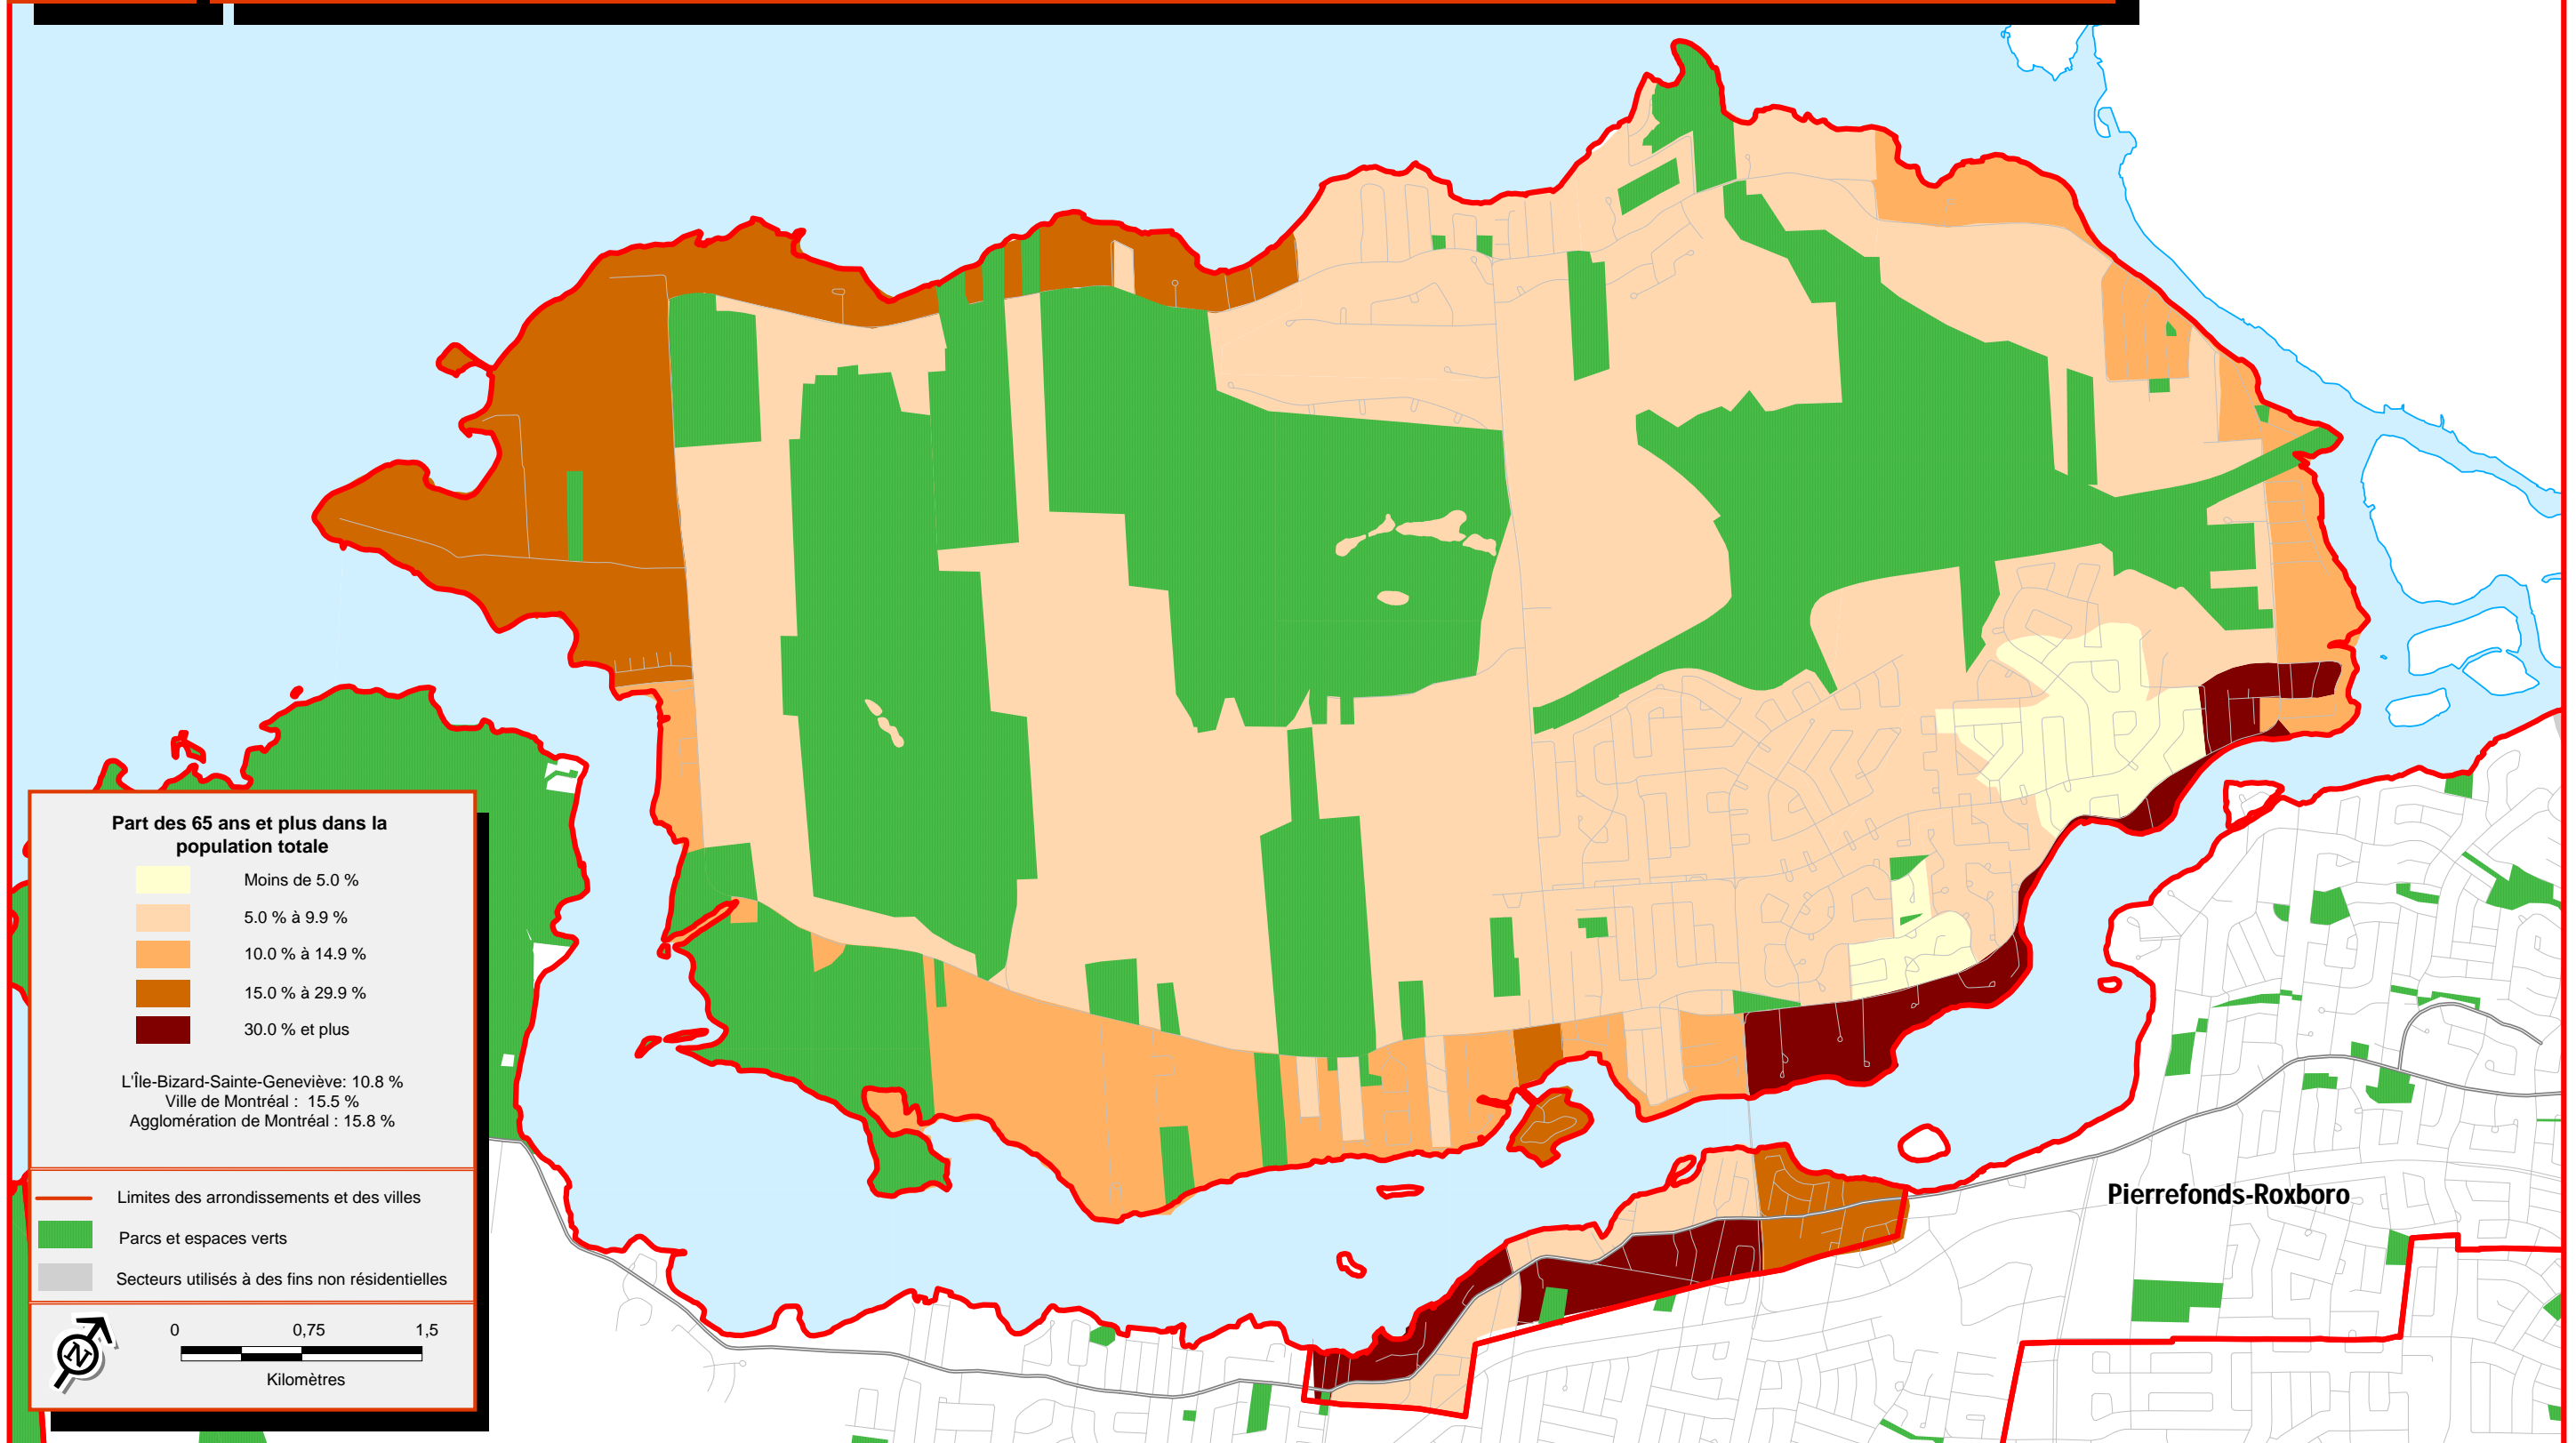 Part des 65 ans et plus dans la
population totale
Moins de 5.0 %
5.0 % à 9.9 %
10.0 % à 14.9 %
15.0 % à 29.9 %
30.0 % et plus
L'Île-Bizard-Sainte-Geneviève: 10.8 %
Ville de Montréal : 15.5 %
Agglomération de Montréal : 15.8 %
Limites des arrondissements et des villes
Parcs et espaces verts
Secteurs utilisés à des fins non résidentielles
N
0 0,75 1,5
Kilomètres
Pierrefonds-Roxboro